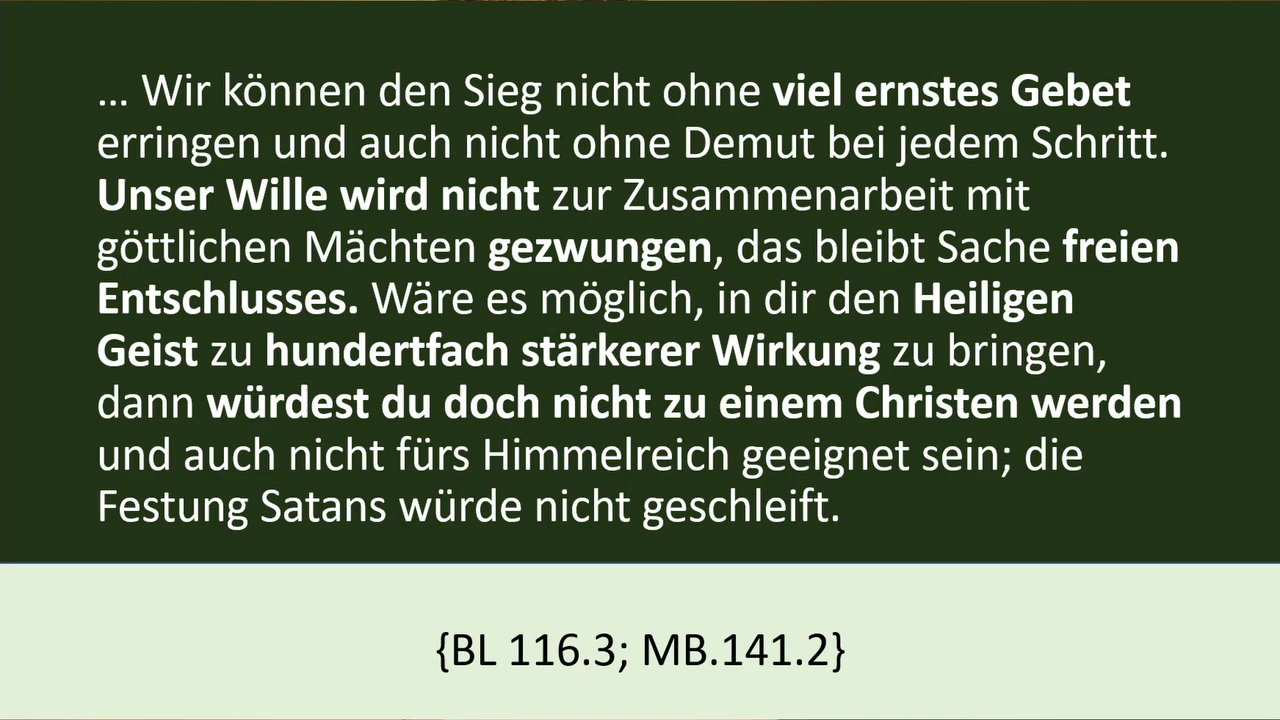 ... Wir können den Sieg nicht ohne viel ernstes Gebet
erringen und auch nicht ohne Demut bei jedem Schritt.
Unser Wille wird nicht zur Zusammenarbeit mit
göttlichen Mächten gezwungen, das bleibt Sache freien
Entschlusses. Wäre es möglich, in dir den Heiligen
Geist zu hundertfach stärkerer Wirkung zu bringen,
dann würdest du doch nicht zu einem Christen werden
und auch nicht fürs Himmelreich geeignet sein; die
Festung Satans würde nicht geschleift.
{BL 116.3; MB.141.2}